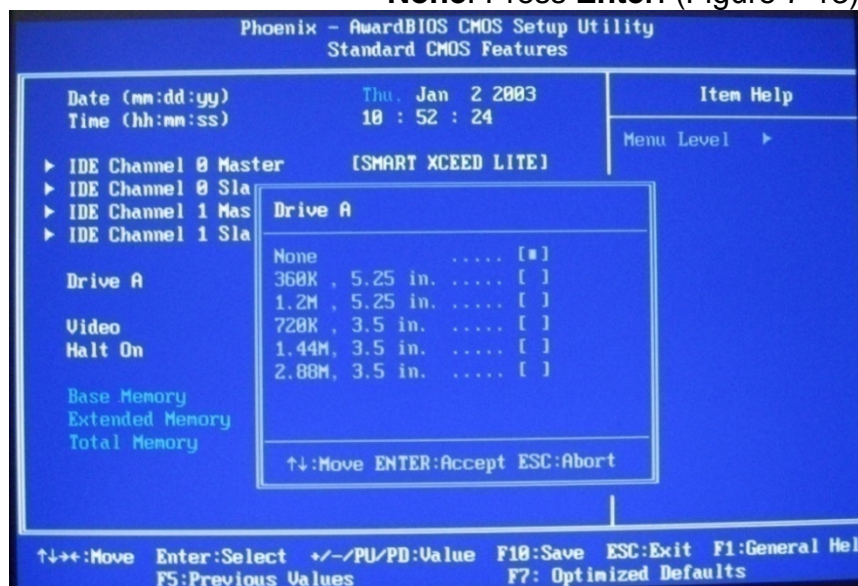 None. Press Enter. (Figure 7-18)
Phoenix - AwardBIOS CMOS Setup Utility
Standard CMOS Features
Date (mm:dd:yy) Thu, Jan 2 2003
Time (hh:mm:ss) 10 : 52 : 24
IDE Channel 0 Master [SMART XCEED LITE]
IDE Channel 0 Sla
IDE Channel 1 Mas
IDE Channel 1 Sla
Drive A
Video
Halt On
Base Memory
Extended Memory
Total Memory
Drive A
None ..... [■]
360K , 5.25 in. ..... [ ]
1.2M , 5.25 in. ..... [ ]
720K , 3.5 in. ..... [ ]
1.44M, 3.5 in. ..... [ ]
2.88M, 3.5 in. ..... [ ]
↑↓:Move ENTER:Accept ESC:Abort
Item Help
Menu Level ▶
↑↓→←:Move Enter:Select +/-/PU/PD:Value F10:Save ESC:Exit F1:General Hel
F5:Previous Values F7: Optimized Defaults